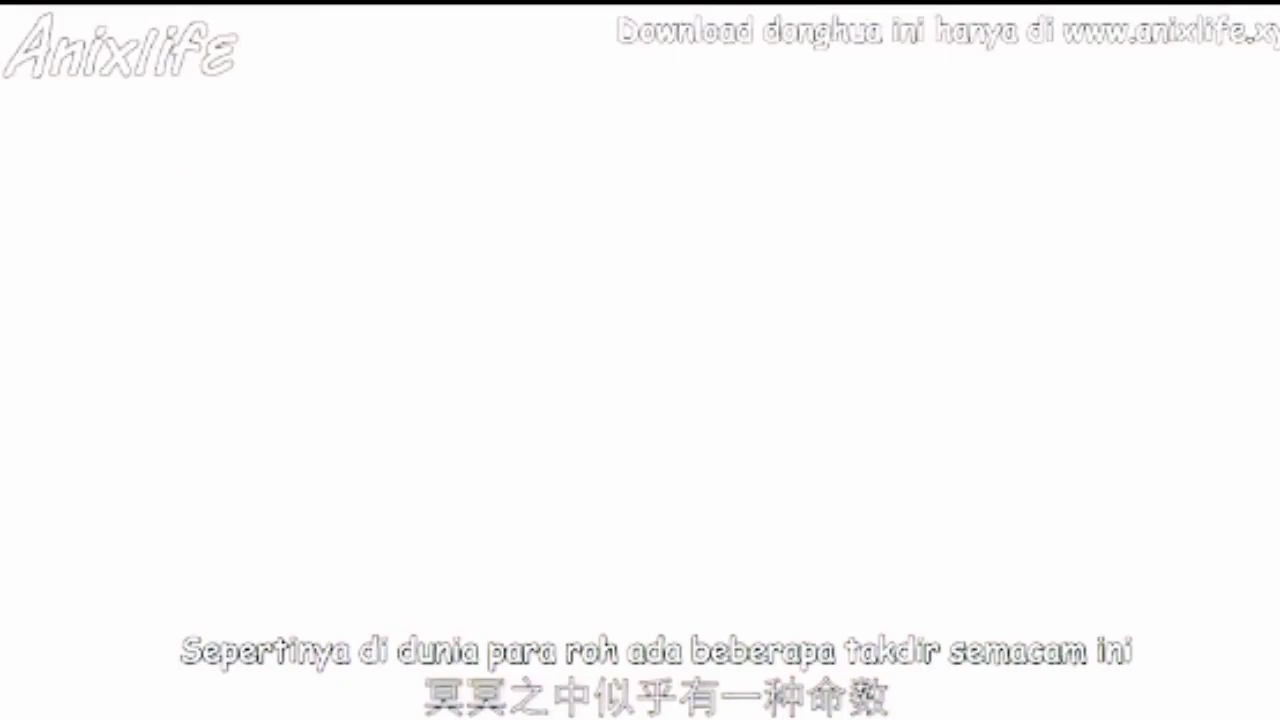 Anixlife
Download donghua ini hanya di www.anixlife.xy
Sepertinya di dunia para roh ada beberapa takdir semacam ini
冥冥之中似乎有一种命数